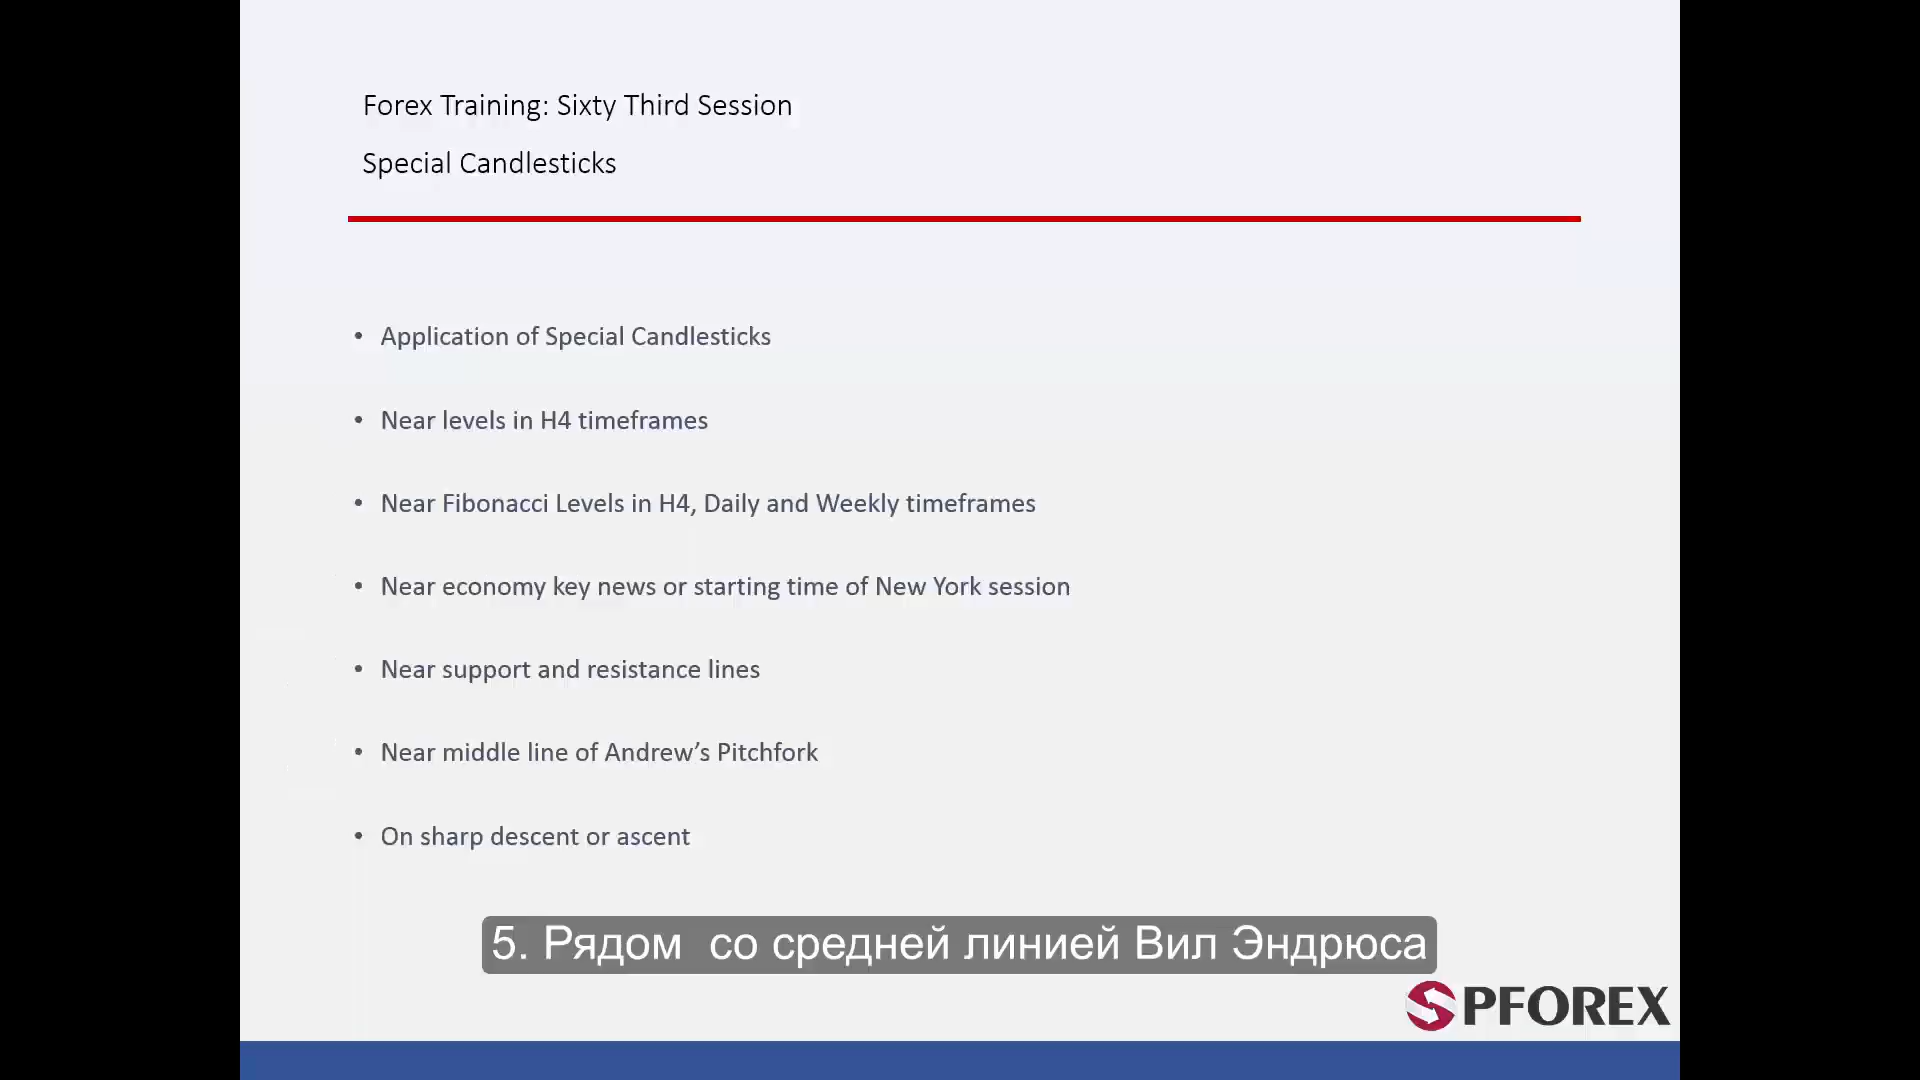 Forex Training: Sixty Third Session
Special Candlesticks
• Application of Special Candlesticks
• Near levels in H4 timeframes
• Near Fibonacci Levels in H4, Daily and Weekly timeframes
• Near economy key news or starting time of New York session
• Near support and resistance lines
• Near middle line of Andrew’s Pitchfork
• On sharp descent or ascent
5. Рядом  со средней линией Вил Эндрюса
PFOREX